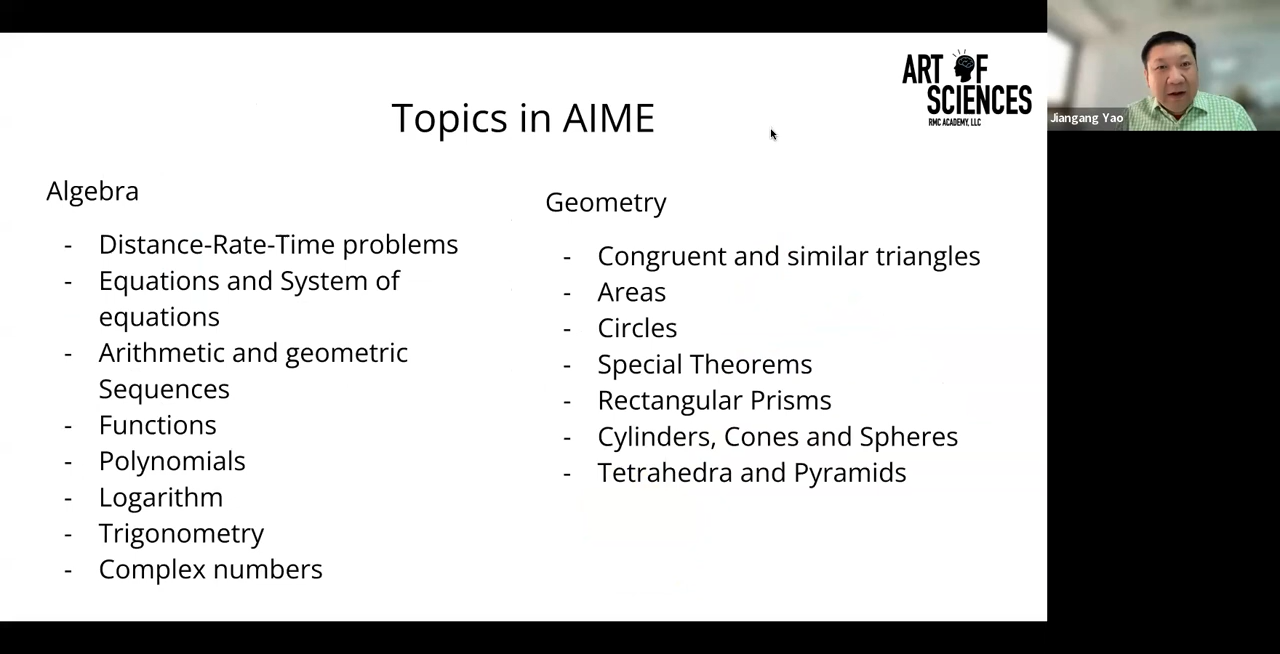 ART OF
SCIENCES
RMC ACADEMY, LLC
Jiangang Yao
Topics in AIME
Algebra
- Distance-Rate-Time problems
- Equations and System of
equations
- Arithmetic and geometric
Sequences
- Functions
- Polynomials
- Logarithm
- Trigonometry
- Complex numbers
Geometry
- Congruent and similar triangles
- Areas
- Circles
- Special Theorems
- Rectangular Prisms
- Cylinders, Cones and Spheres
- Tetrahedra and Pyramids